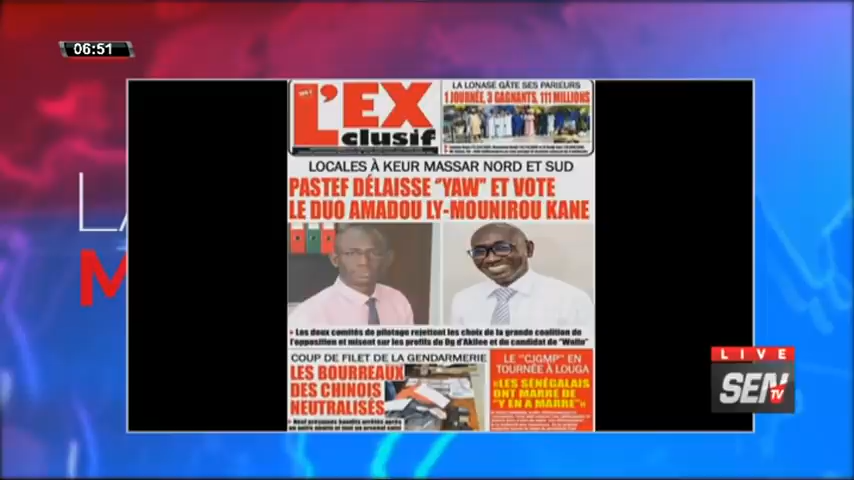 06:51
LA
M
L'EX
clusif
LA LONASE GÂTE SES PARIEURS
1 JOURNÉE, 3 GAGNANTS, 111 MILLIONS
LOCALES À KEUR MASSAR NORD ET SUD
PASTEF DÉLAISSE "YAW" ET VOTE
LE DUO AMADOU LY-MOUNIROU KANE
Les deux comités de pilotage rejettent les choix de la grande coalition de
l'opposition et misent sur les profils du Dg d'Akilee et du candidat de "Wallu"
COUP DE FILET DE LA GENDARMERIE
LES BOURREAUX
DES CHINOIS
NEUTRALISÉS
LE "CJGMP" EN
TOURNÉE À LOUGA
«LES SÉNÉGALAIS
ONT MARRE DE
"Y EN A MARRE"»
LIVE
SEN
TV